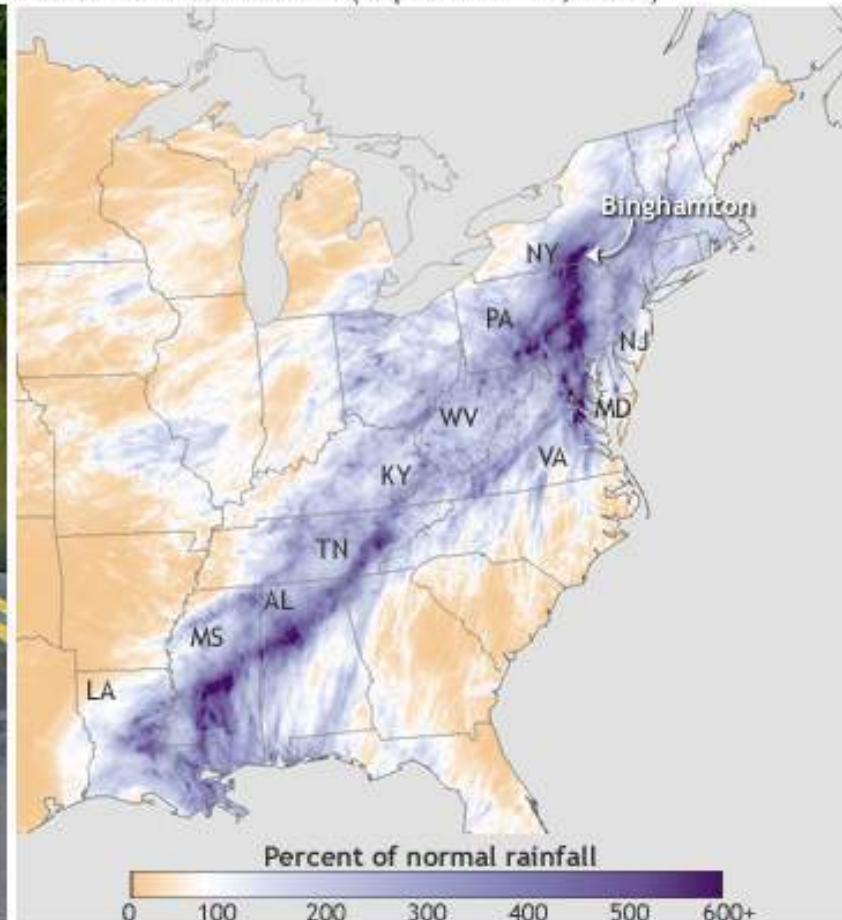 Binghamton
NY
PA
NJ
MD
WV
VA
KY
TN
AL
MS
LA
Percent of normal rainfall
0 100 200 300 400 500 600+